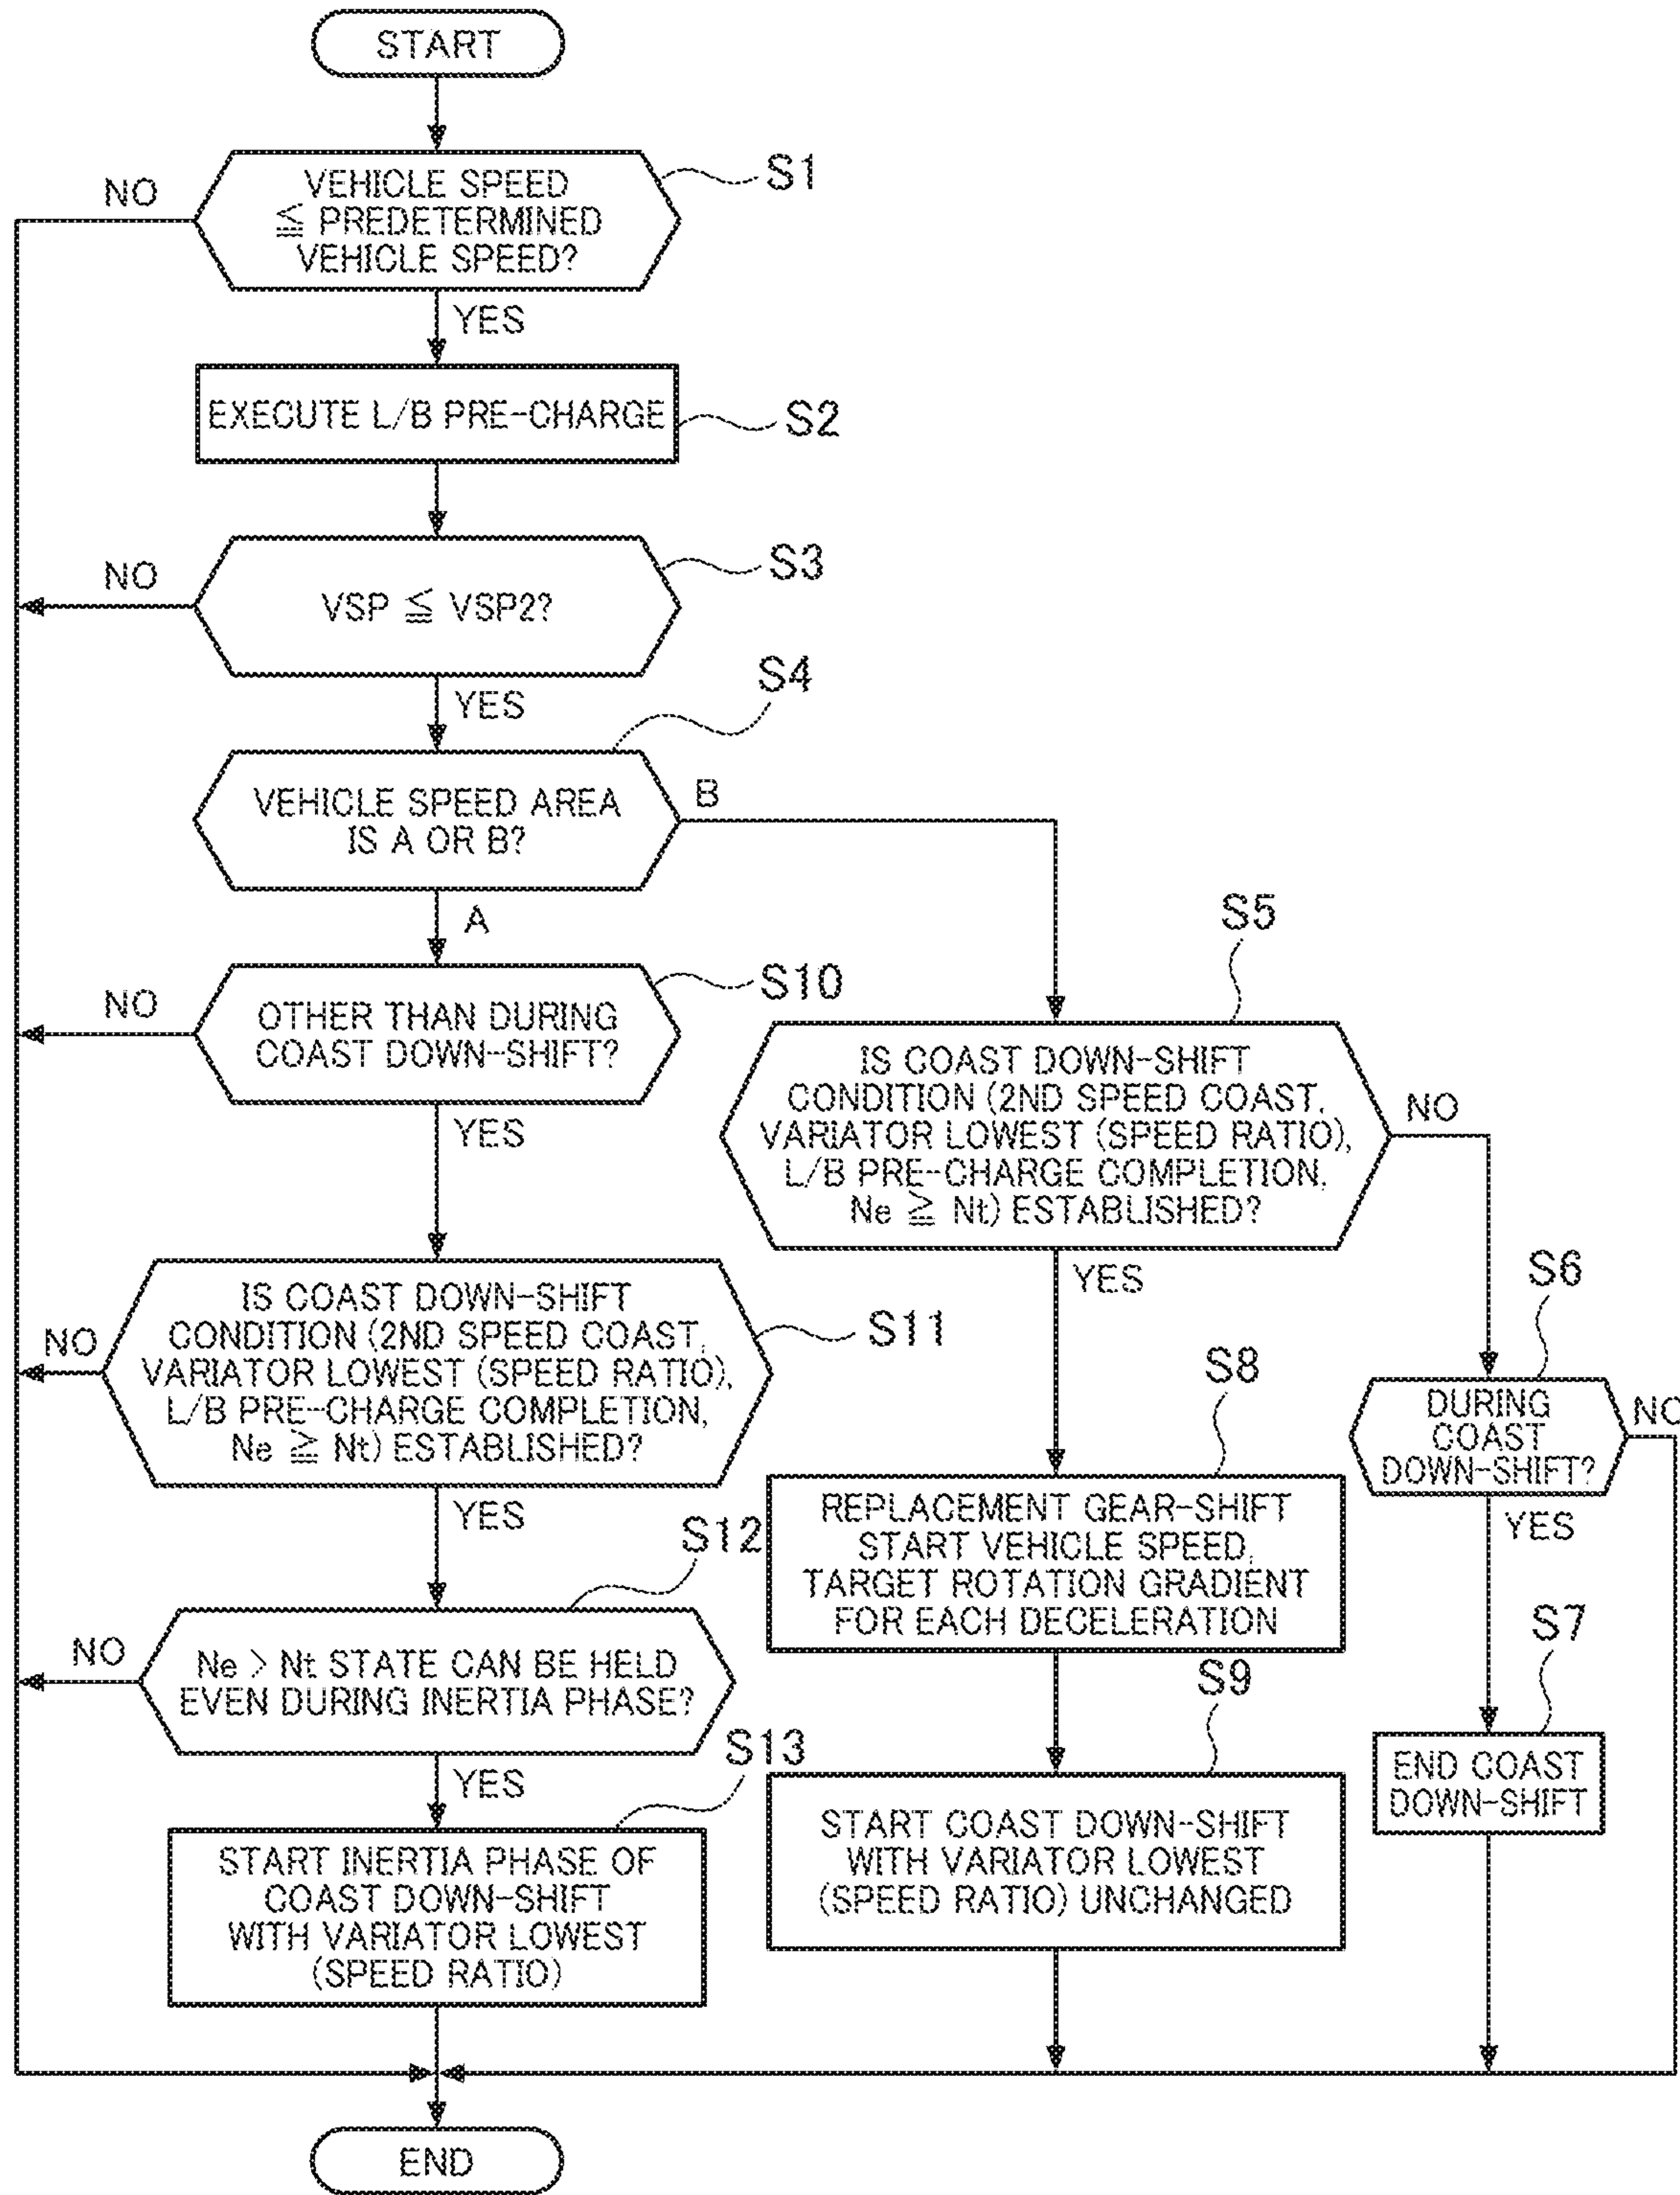 START
VEHICLE SPEED
≦ PREDETERMINED
VEHICLE SPEED?
S1
NO
YES
EXECUTE L/B PRE-CHARGE
S2
VSP ≦ VSP2?
S3
NO
YES
VEHICLE SPEED AREA
IS A OR B?
S4
B
A
OTHER THAN DURING
COAST DOWN-SHIFT?
S10
NO
YES
IS COAST DOWN-SHIFT
CONDITION (2ND SPEED COAST,
VARIATOR LOWEST (SPEED RATIO),
L/B PRE-CHARGE COMPLETION,
Ne ≧ Nt) ESTABLISHED?
S11
NO
YES
Ne > Nt STATE CAN BE HELD
EVEN DURING INERTIA PHASE?
S12
NO
YES
START INERTIA PHASE OF
COAST DOWN-SHIFT
WITH VARIATOR LOWEST
(SPEED RATIO)
S13
IS COAST DOWN-SHIFT
CONDITION (2ND SPEED COAST,
VARIATOR LOWEST (SPEED RATIO),
L/B PRE-CHARGE COMPLETION,
Ne ≧ Nt) ESTABLISHED?
S5
NO
YES
REPLACEMENT GEAR-SHIFT
START VEHICLE SPEED,
TARGET ROTATION GRADIENT
FOR EACH DECELERATION
S8
START COAST DOWN-SHIFT
WITH VARIATOR LOWEST
(SPEED RATIO) UNCHANGED
S9
DURING
COAST
DOWN-SHIFT?
S6
NO
YES
END COAST
DOWN-SHIFT
S7
END